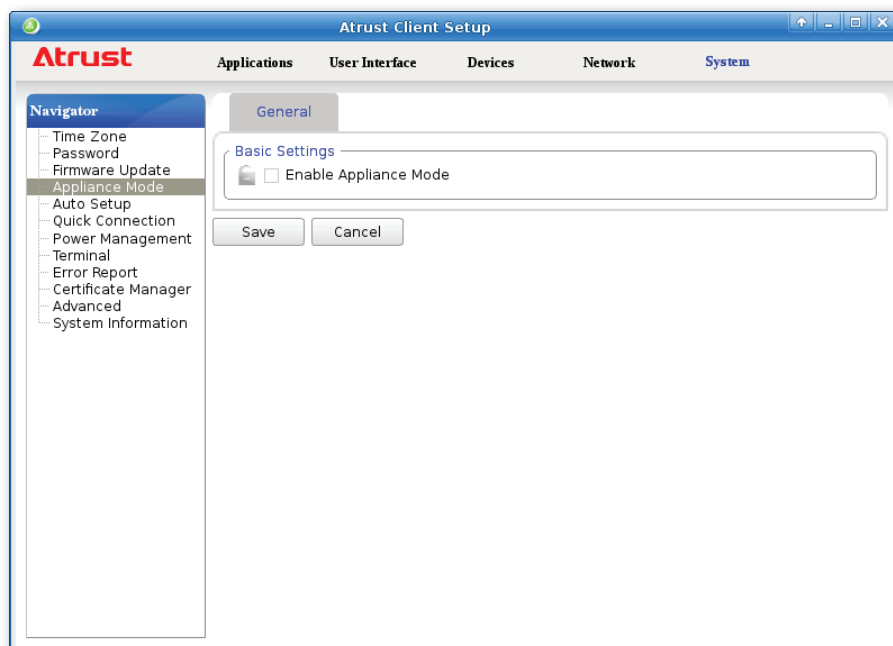 Atrust Client Setup
Atrust
Applications User Interface Devices Network System
Navigator
Time Zone
Password
Firmware Update
Appliance Mode
Auto Setup
Quick Connection
Power Management
Terminal
Error Report
Certificate Manager
Advanced
System Information
General
Basic Settings
Enable Appliance Mode
Save Cancel